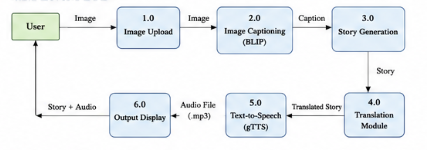 User
Image
1.0
Image Upload
Image
2.0
Image Captioning
(BLIP)
Caption
3.0
Story Generation
Story
4.0
Translation
Module
Translated Story
5.0
Text-to-Speech
(gTTS)
Audio File
(.mp3)
6.0
Output Display
Story + Audio